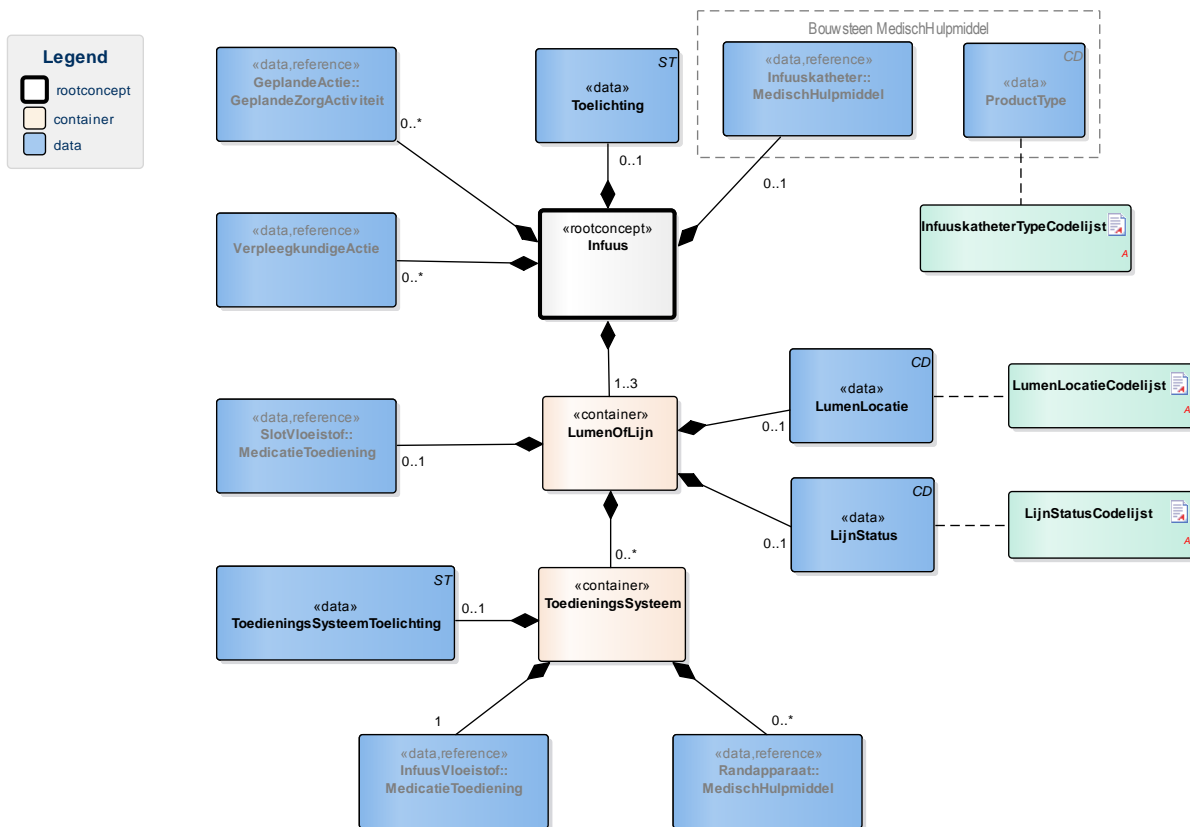 Legend
rootconcept
container
data
«data,reference»
GeplandeActie::
GeplandeZorgActiviteit
0..*
ST
«data»
Toelichting
0..1
Bouwsteen MedischHulpmiddel
«data,reference»
Infuuskatheter::
MedischHulpmiddel
0..1
CD
«data»
ProductType
InfuuskatheterTypeCodelijst
A
«data,reference»
VerpleegkundigeActie
0..*
«rootconcept»
Infuus
1..3
«data,reference»
SlotVloeistof::
MedicatieToediening
0..1
«container»
LumenOfLijn
CD
«data»
LumenLocatie
0..1
LumenLocatieCodelijst
A
CD
«data»
LijnStatus
0..1
LijnStatusCodelijst
A
0..*
ST
«data»
ToedieningsSysteemToelichting
0..1
«container»
ToedieningsSysteem
1
«data,reference»
InfuusVloeistof::
MedicatieToediening
0..*
«data,reference»
Randapparaat::
MedischHulpmiddel